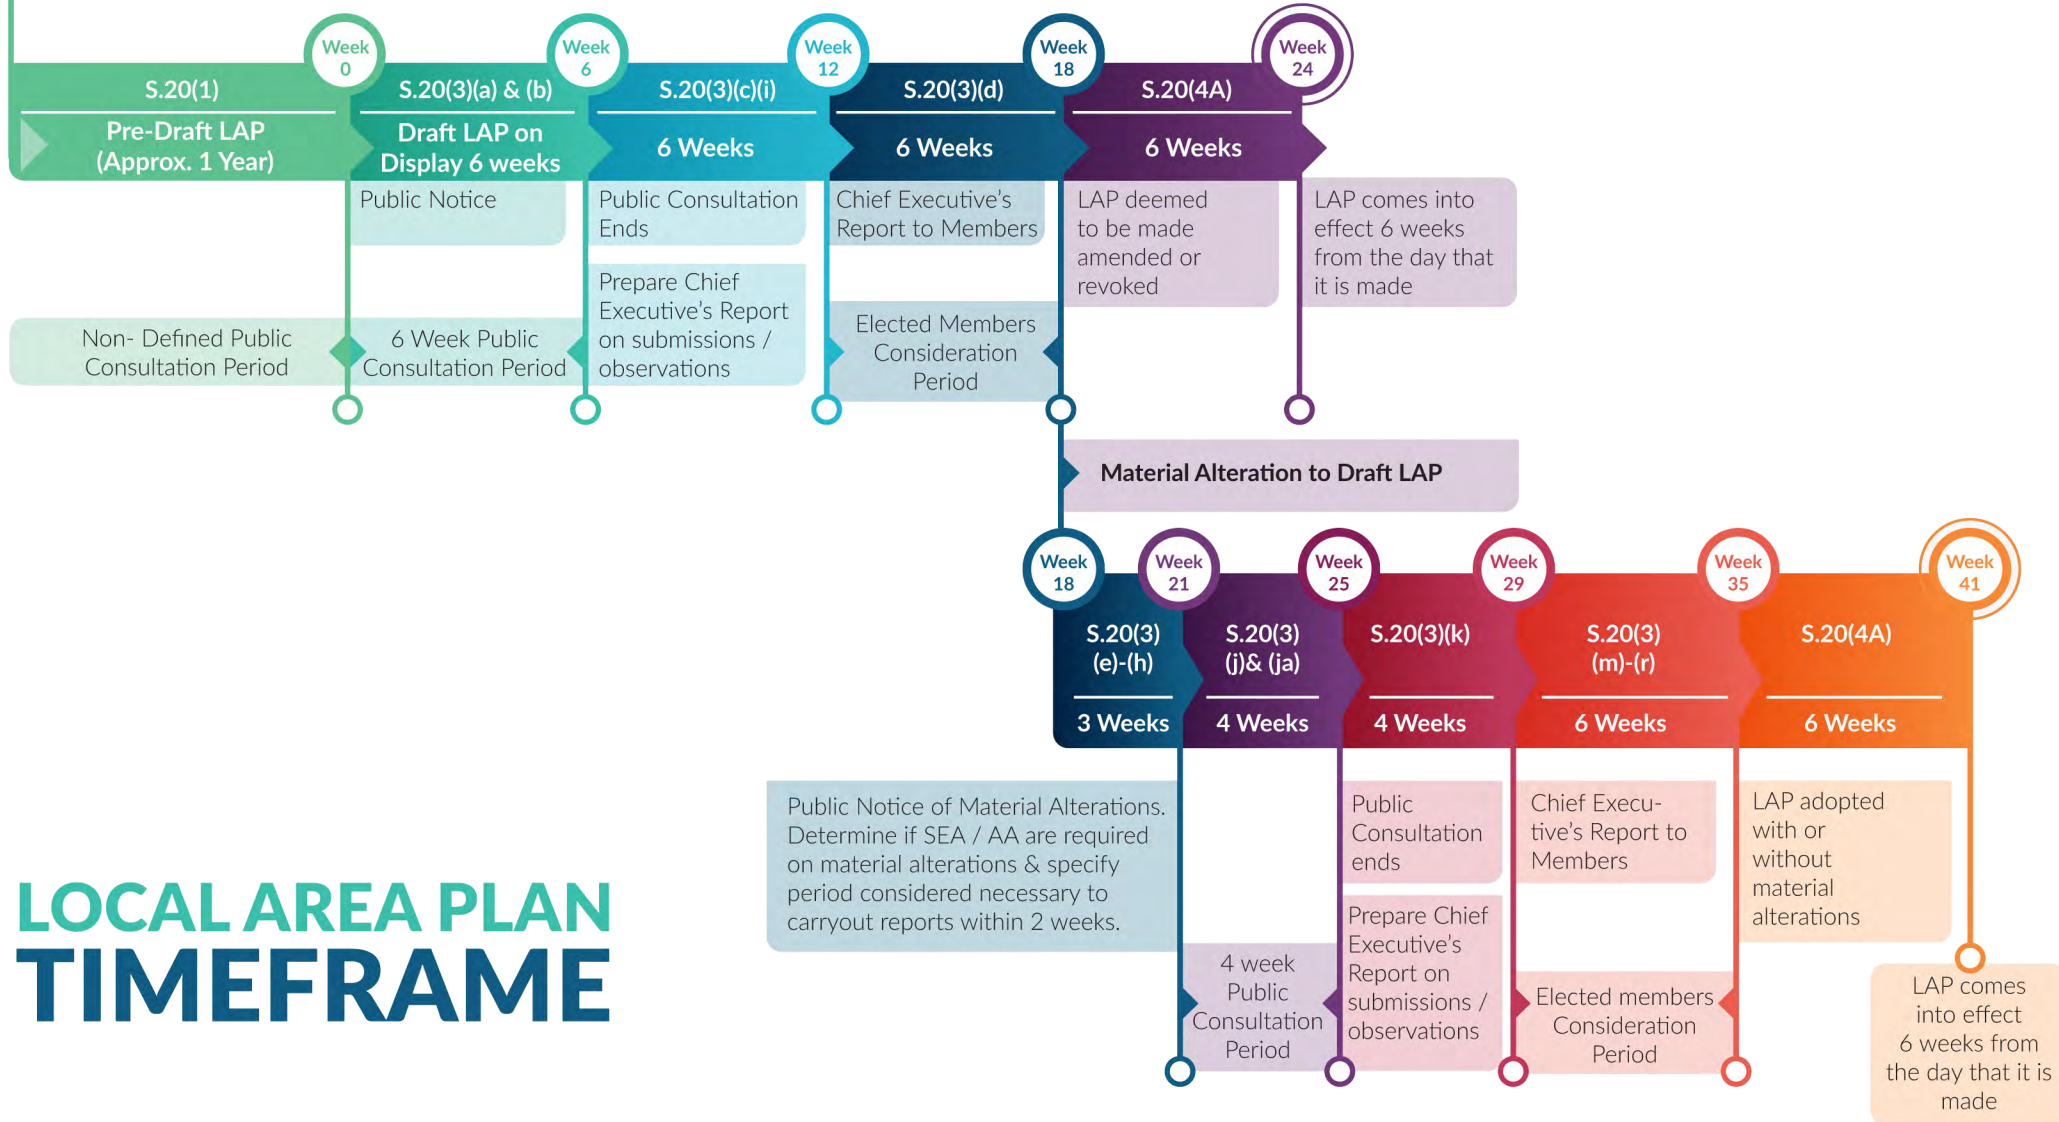 Week
0
Week
6
Week
12
Week
18
Week
24
S.20(1)
Pre-Draft LAP
(Approx. 1 Year)
S.20(3)(a) & (b)
Draft LAP on
Display 6 weeks
S.20(3)(c)(i)
6 Weeks
S.20(3)(d)
6 Weeks
S.20(4A)
6 Weeks
Public Notice
Public Consultation
Ends
Chief Executive's
Report to Members
LAP deemed
to be made
amended or
revoked
LAP comes into
effect 6 weeks
from the day that
it is made
Non- Defined Public
Consultation Period
6 Week Public
Consultation Period
Prepare Chief
Executive's Report
on submissions /
observations
Elected Members
Consideration
Period
Material Alteration to Draft LAP
Week
18
Week
21
Week
25
Week
29
Week
35
Week
41
S.20(3)
(e)-(h)
3 Weeks
S.20(3)
(j)& (ja)
4 Weeks
S.20(3)(k)
4 Weeks
S.20(3)
(m)-(r)
6 Weeks
S.20(4A)
6 Weeks
Public Notice of Material Alterations.
Determine if SEA / AA are required
on material alterations & specify
period considered necessary to
carryout reports within 2 weeks.
4 week
Public
Consultation
Period
Public
Consultation
ends
Prepare Chief
Executive's
Report on
submissions /
observations
Chief Execu-
tive's Report to
Members
Elected members
Consideration
Period
LAP adopted
with or
without
material
alterations
LAP comes
into effect
6 weeks from
the day that it is
made
LOCAL AREA PLAN
TIMEFRAME